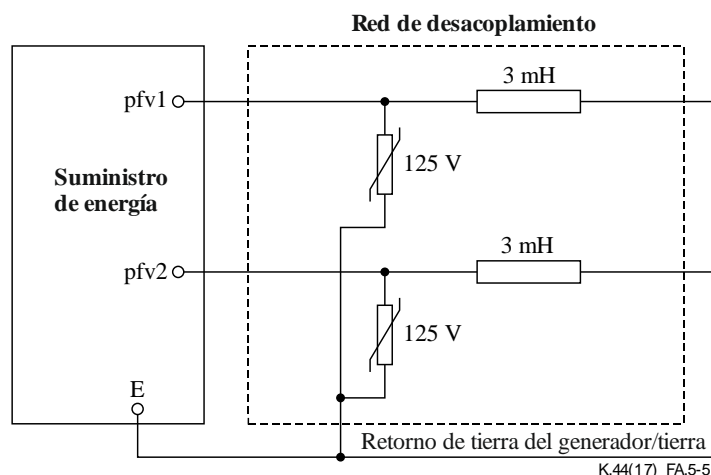 Red de desacoplamiento
3 mH
pfv1
125 V
Suministro
de energía
3 mH
pfv2
125 V
E
Retorno de tierra del generador/tierra
K.44(17)_FA.5-5